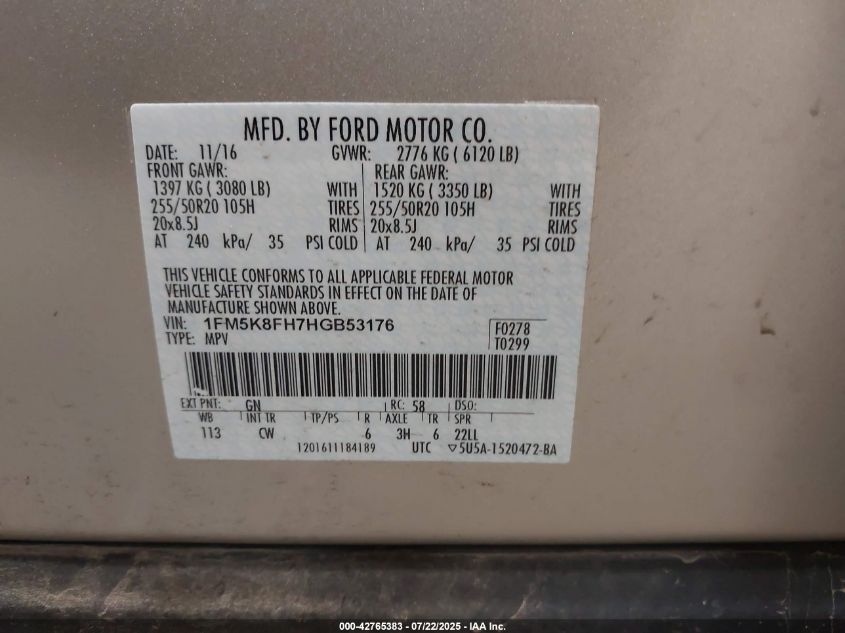 MFD. BY FORD MOTOR CO.
DATE: 11/16 GVWR: 2776 KG ( 6120 LB)
FRONT GAWR: REAR GAWR:
1397 KG ( 3080 LB) WITH 1520 KG ( 3350 LB) WITH
255/50R20 105H TIRES 255/50R20 105H TIRES
20x8.5J RIMS 20x8.5J RIMS
AT 240 kPa/ 35 PSI COLD AT 240 kPa/ 35 PSI COLD
THIS VEHICLE CONFORMS TO ALL APPLICABLE FEDERAL MOTOR
VEHICLE SAFETY STANDARDS IN EFFECT ON THE DATE OF
MANUFACTURE SHOWN ABOVE.
VIN: 1FM5K8FH7HGB53176 F0278
TYPE: MPV T0299
EXT PNT: GN RC: 58 DSO:
WB INT TR TP/PS R AXLE TR SPR
113 CW 6 3H 6 22LL
1201611184189 UTC ▽5U5A-1520472-BA
000-42765383 / 07/22/2025 - IAA Inc.